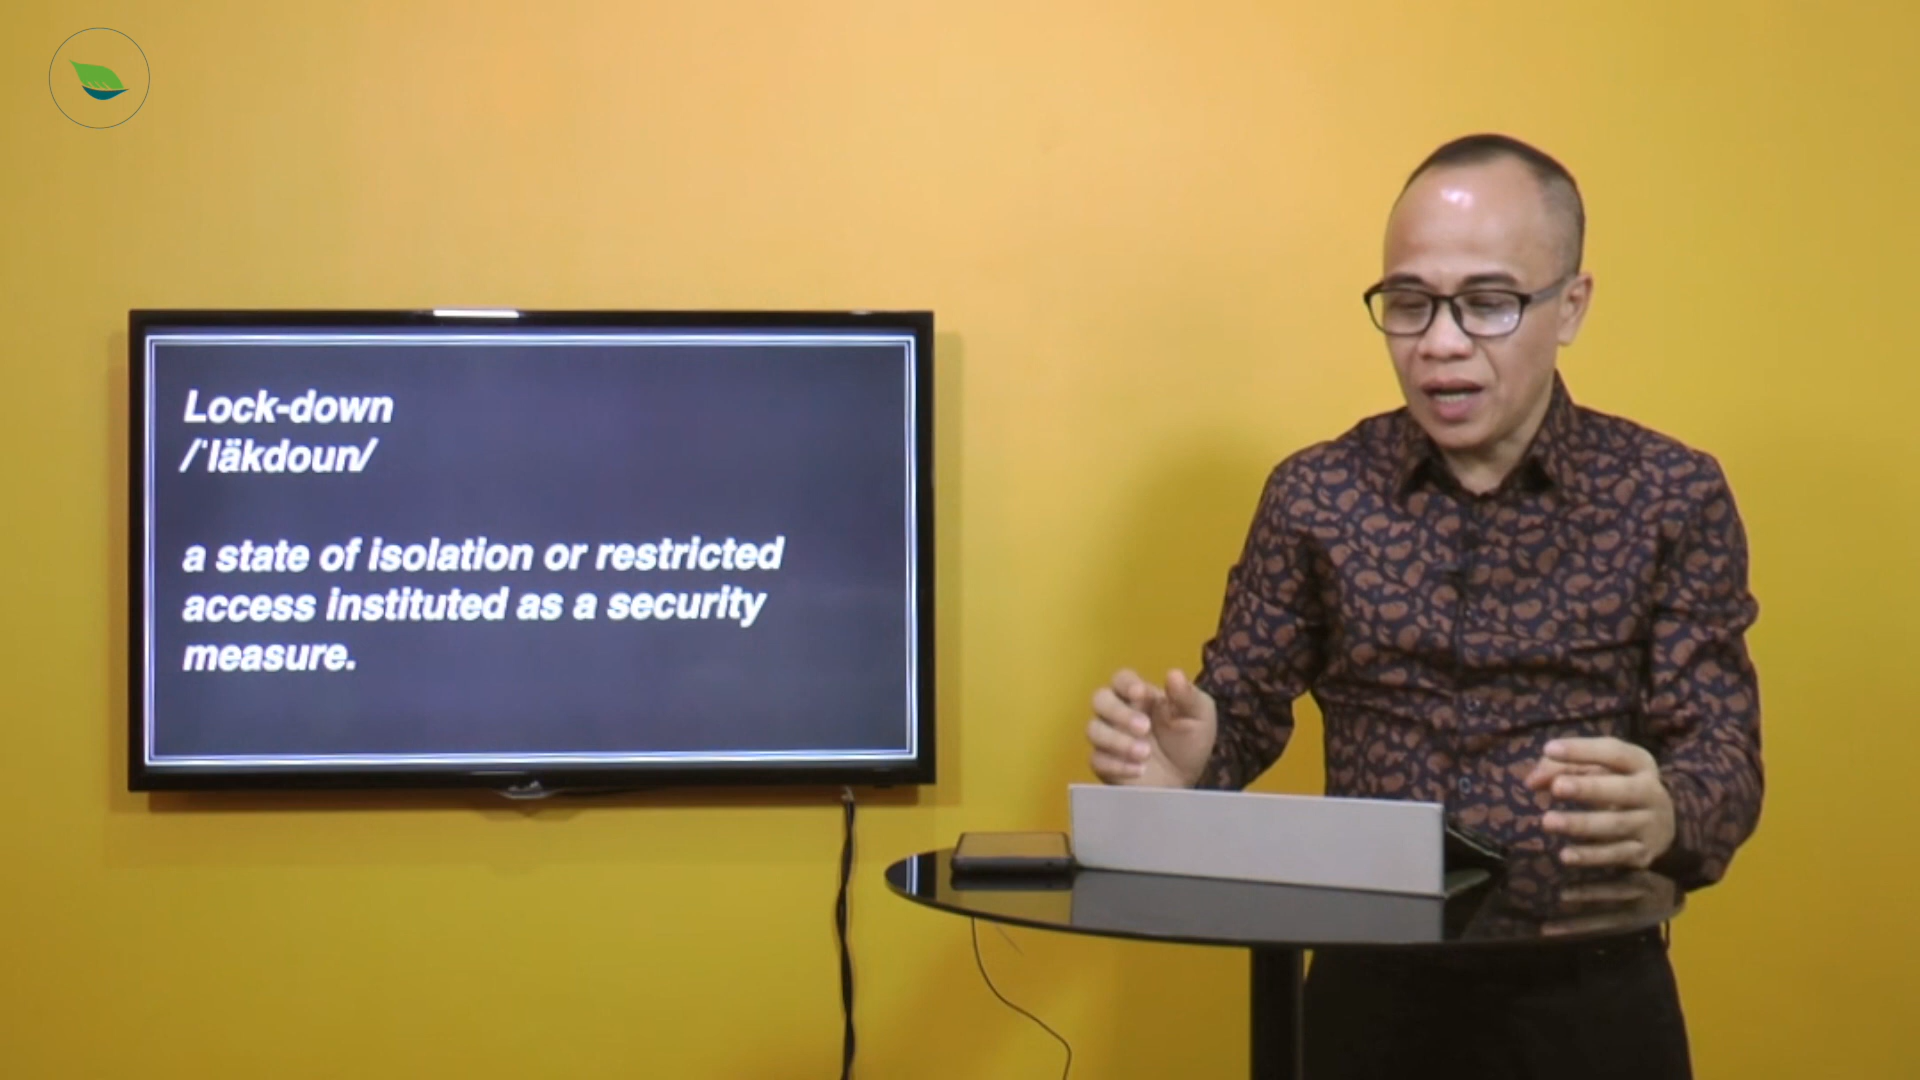 Lock-down
/ˈläkdoun/
a state of isolation or restricted
access instituted as a security
measure.